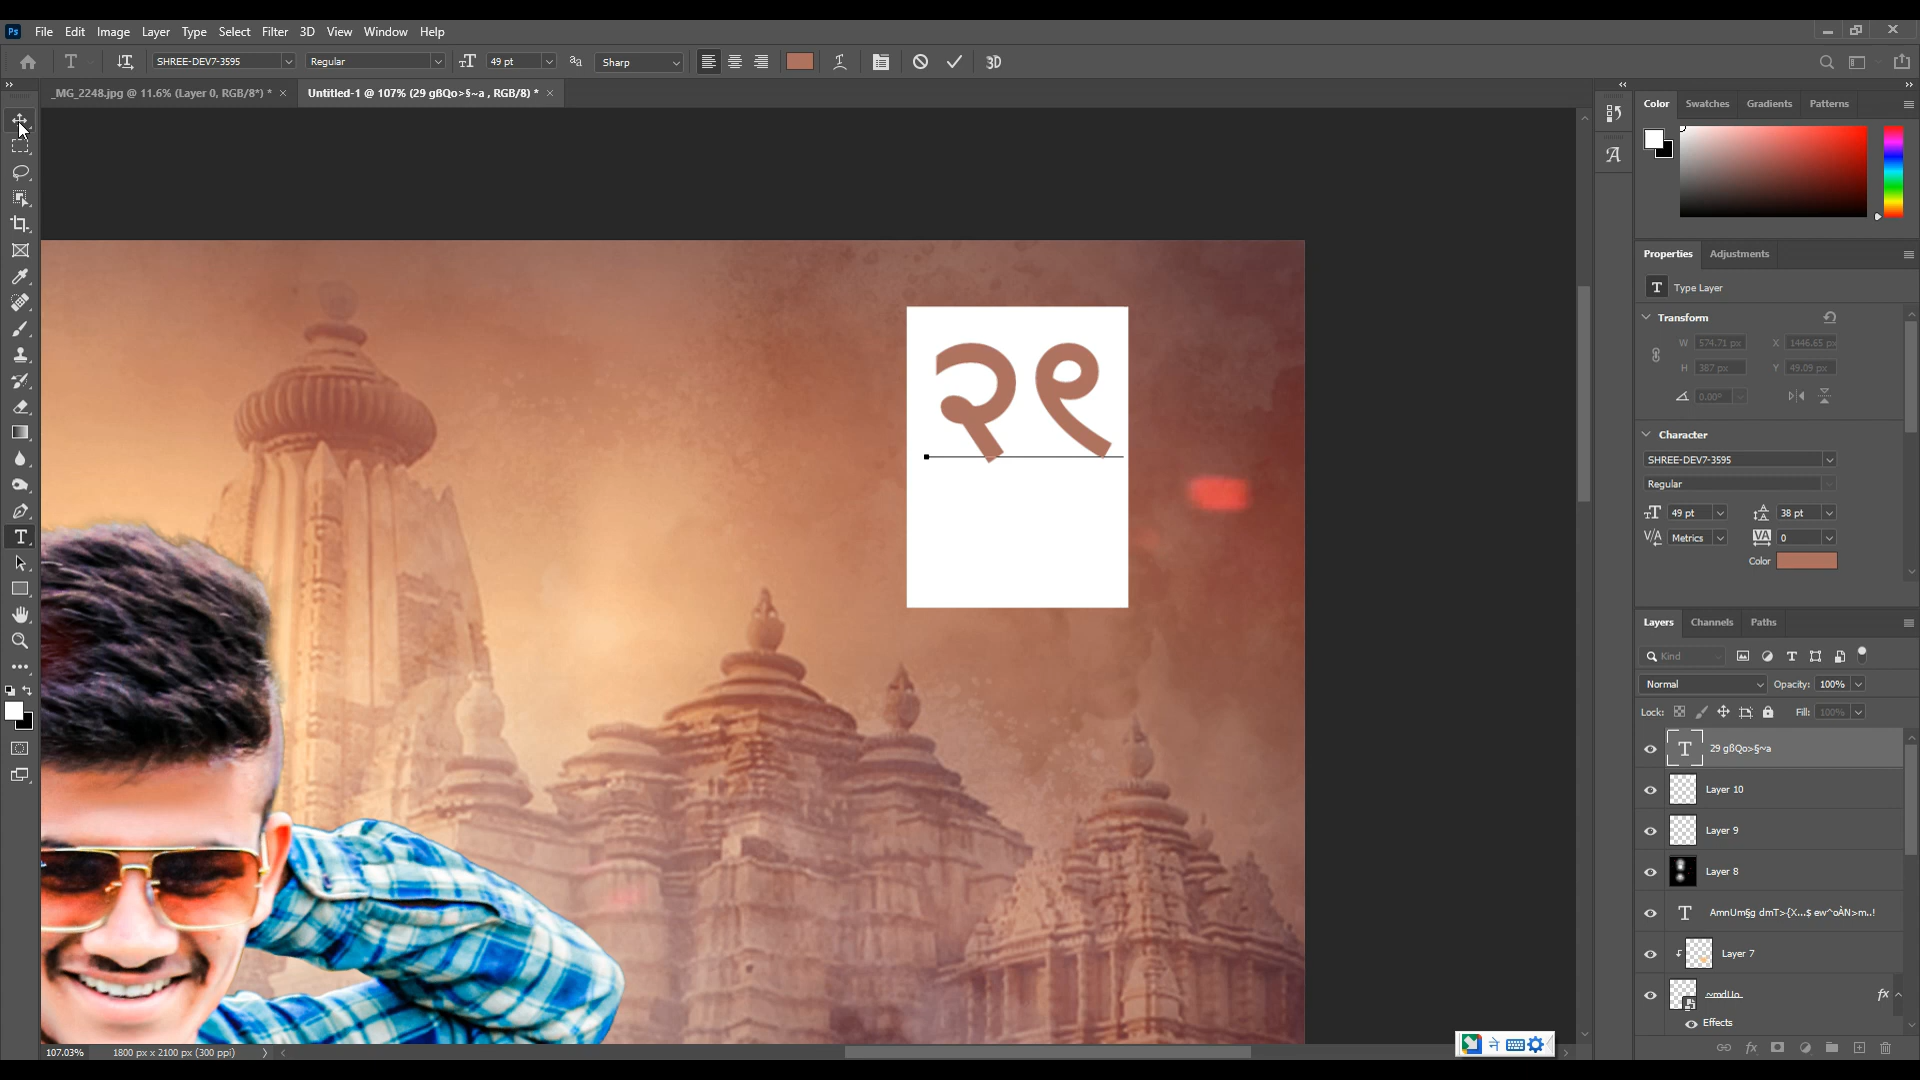 Ps File Edit Image Layer Type Select Filter 3D View Window Help
SHREE-DEV7-3595 Regular 49 pt Sharp 3D
_MG_2248.jpg @ 11.6% (Layer 0, RGB/8*) * × Untitled-1 @ 107% (29 gßQo>§~a , RGB/8) * ×
Color Swatches Gradients Patterns
Properties Adjustments
T Type Layer
Transform
W 574.71 px X 1446.65 px
H 387 px Y 49.09 px
0.00°
Character
SHREE-DEV7-3595
Regular
49 pt 38 pt
Metrics 0
Color
२९
Layers Channels Paths
Kind
Normal Opacity: 100%
Lock: Fill: 100%
T 29 gßQo>§~a
Layer 10
Layer 9
Layer 8
T AmnUm§g dmT>{X...$ ew^oÀN>m..!
Layer 7
~mdUo fx
Effects
107.03% 1800 px x 2100 px (300 ppi)
ने